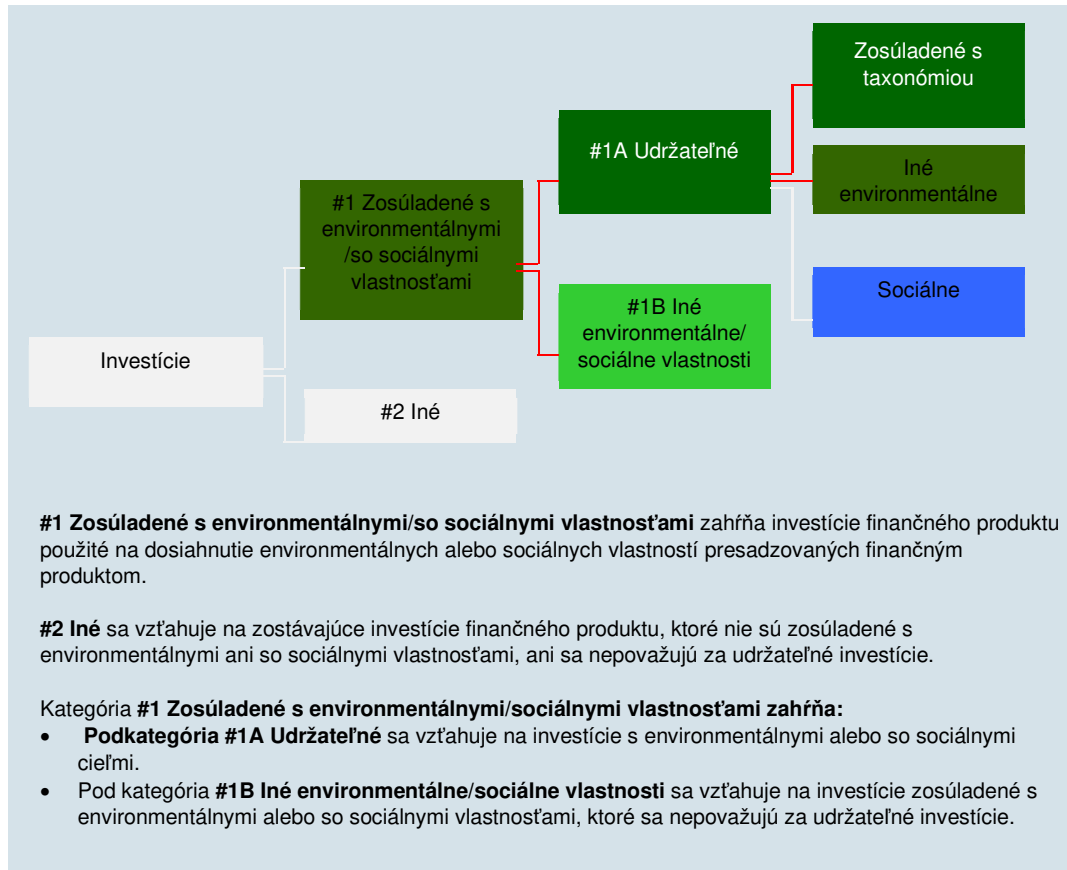 Zosúladené s
taxonómiou
#1A Udržateľné
Iné
environmentálne
#1 Zosúladené s
environmentálnymi
/so sociálnymi
vlastnosťami
Sociálne
#1B Iné
environmentálne/
sociálne vlastnosti
Investície
#2 Iné
#1 Zosúladené s environmentálnymi/so sociálnymi vlastnosťami zahŕňa investície finančného produktu
použité na dosiahnutie environmentálnych alebo sociálnych vlastností presadzovaných finančným
produktom.
#2 Iné sa vzťahuje na zostávajúce investície finančného produktu, ktoré nie sú zosúladené s
environmentálnymi ani so sociálnymi vlastnosťami, ani sa nepovažujú za udržateľné investície.
Kategória #1 Zosúladené s environmentálnymi/sociálnymi vlastnosťami zahŕňa:
• Podkategória #1A Udržateľné sa vzťahuje na investície s environmentálnymi alebo so sociálnymi
cieľmi.
• Pod kategória #1B Iné environmentálne/sociálne vlastnosti sa vzťahuje na investície zosúladené s
environmentálnymi alebo so sociálnymi vlastnosťami, ktoré sa nepovažujú za udržateľné investície.